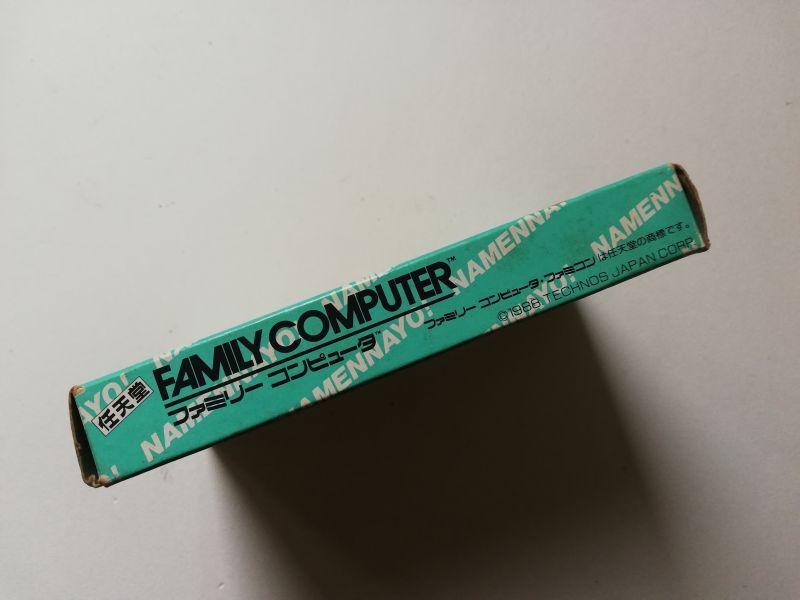 任天堂
FAMILY COMPUTER™
ファミリー コンピュータ
ファミリー コンピュータ・ファミコンは任天堂の商標です。
©1986 TECHNOS JAPAN CORP.
NAMENNAYO!
NAMENNAYO!
NAMENNAYO!
NAMENN